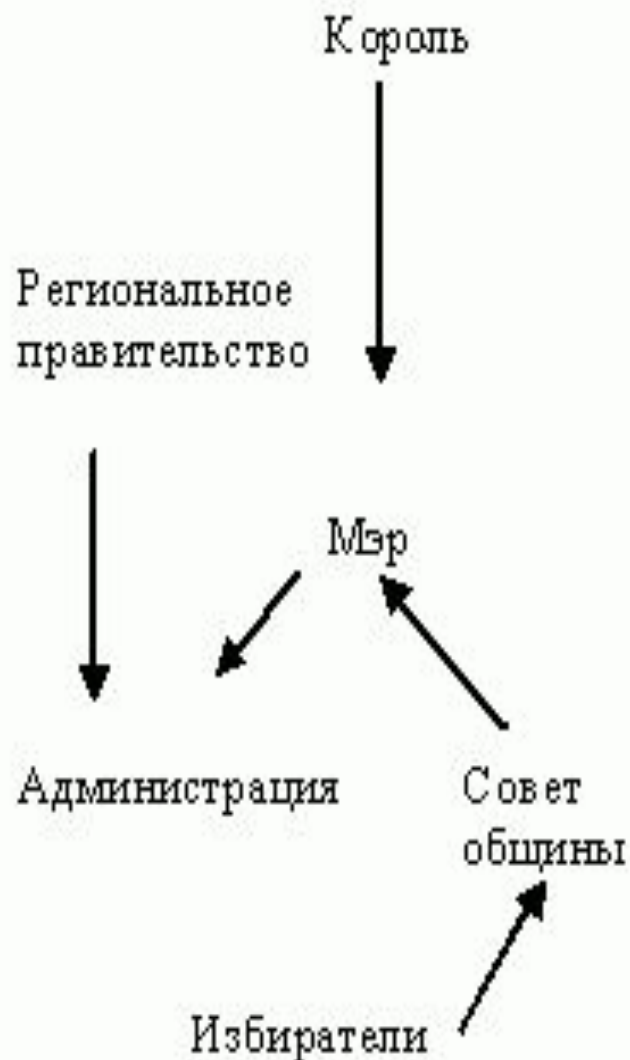 Король
Региональное
правительство
Мэр
Администрация
Совет
общины
Избиратели